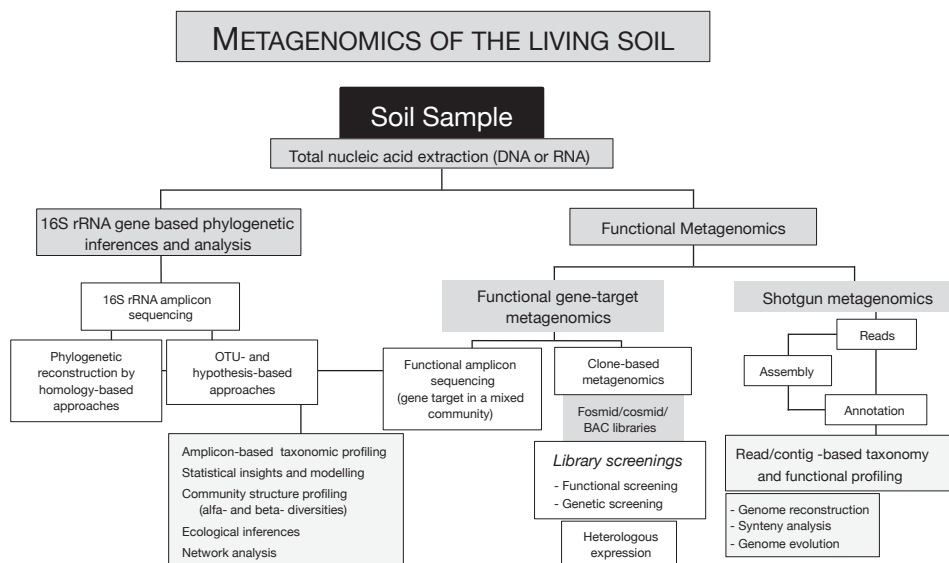 METAGENOMICS OF THE LIVING SOIL
Soil Sample
Total nucleic acid extraction (DNA or RNA)
16S rRNA gene based phylogenetic
inferences and analysis
Functional Metagenomics
16S rRNA amplicon
sequencing
Functional gene-target
metagenomics
Shotgun metagenomics
Phylogenetic
reconstruction by
homology-based
approaches
OTU- and
hypothesis-based
approaches
Functional amplicon
sequencing
(gene target in a mixed
community)
Clone-based
metagenomics
Reads
Assembly
Annotation
Fosmid/cosmid/
BAC libraries
Amplicon-based taxonomic profiling
Statistical insights and modelling
Community structure profiling
(alfa- and beta- diversities)
Ecological inferences
Network analysis
Library screenings
- Functional screening
- Genetic screening
Heterologous
expression
Read/contig -based taxonomy
and functional profiling
- Genome reconstruction
- Synteny analysis
- Genome evolution